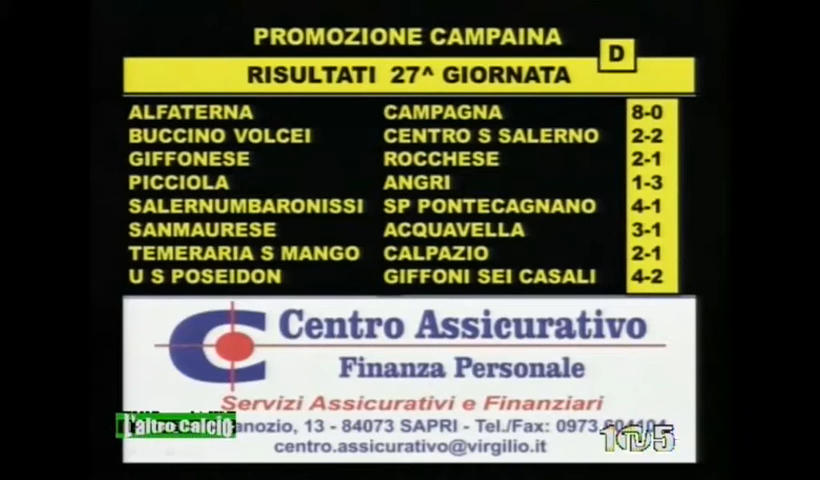 PROMOZIONE CAMPAINA
D
RISULTATI 27^ GIORNATA
ALFATERNA CAMPAGNA 8-0
BUCCINO VOLCEI CENTRO S SALERNO 2-2
GIFFONESE ROCCHESE 2-1
PICCIOLA ANGRI 1-3
SALERNUMBARONISSI SP PONTECAGNANO 4-1
SANMAURESE ACQUAVELLA 3-1
TEMERARIA S MANGO CALPAZIO 2-1
U S POSEIDON GIFFONI SEI CASALI 4-2
Centro Assicurativo
Finanza Personale
Servizi Assicurativi e Finanziari
l'altro Calcio
13 - 84073 SAPRI - Tel./Fax: 0973
centro.assicurativo@virgilio.it